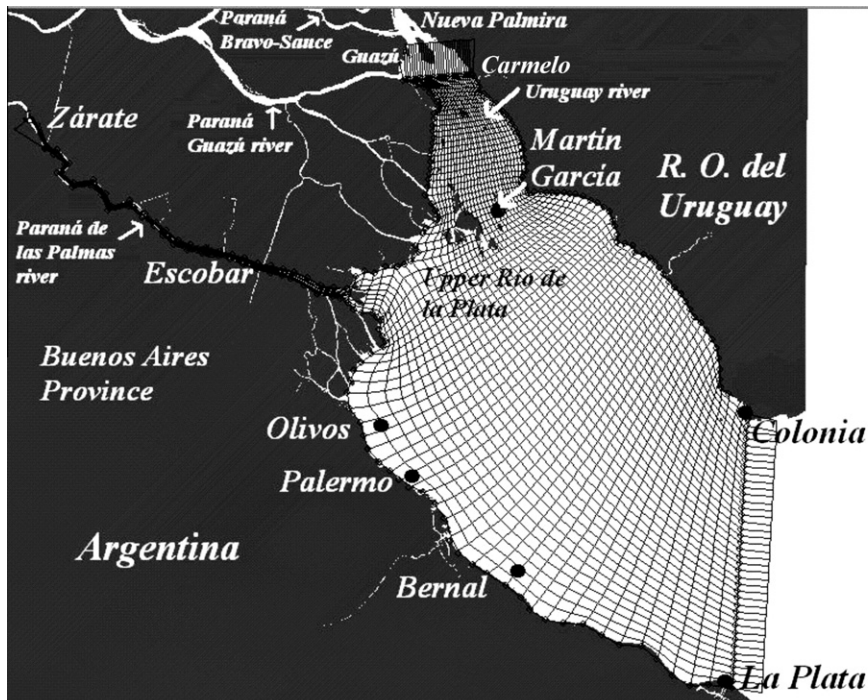 Paraná
Bravo-Sauce
Nueva Palmira
Guazú
Carmelo
Uruguay river
Zárate
Paraná
Guazú river
Martín
García
R. O. del
Uruguay
Paraná de
las Palmas
river
Escobar
Upper Río de
la Plata
Buenos Aires
Province
Olivos
Colonia
Palermo
Argentina
Bernal
La Plata